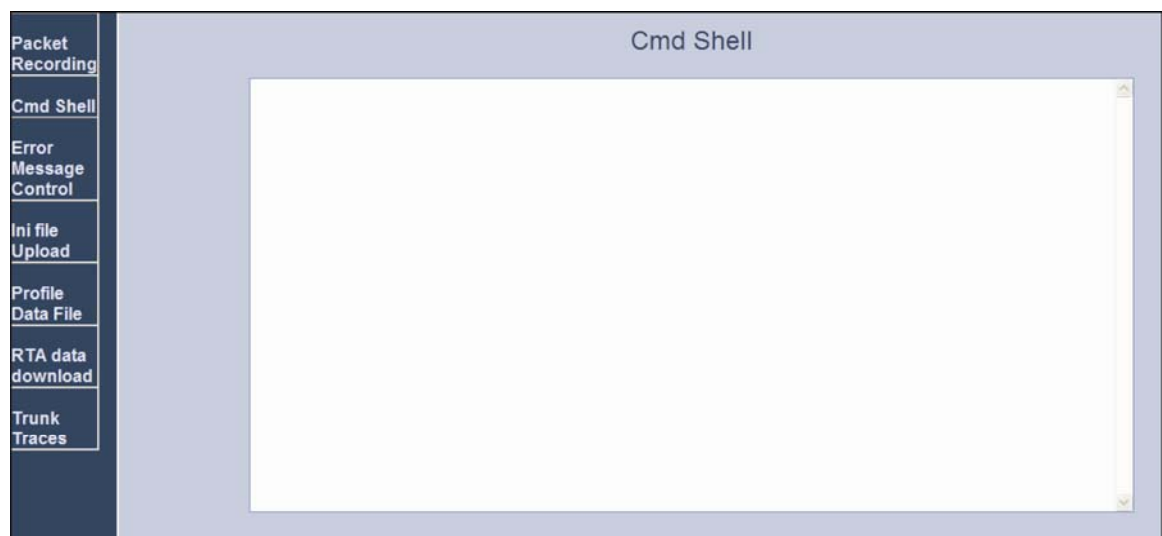 Packet
Recording
Cmd Shell
Error
Message
Control
Ini file
Upload
Profile
Data File
RTA data
download
Trunk
Traces
Cmd Shell